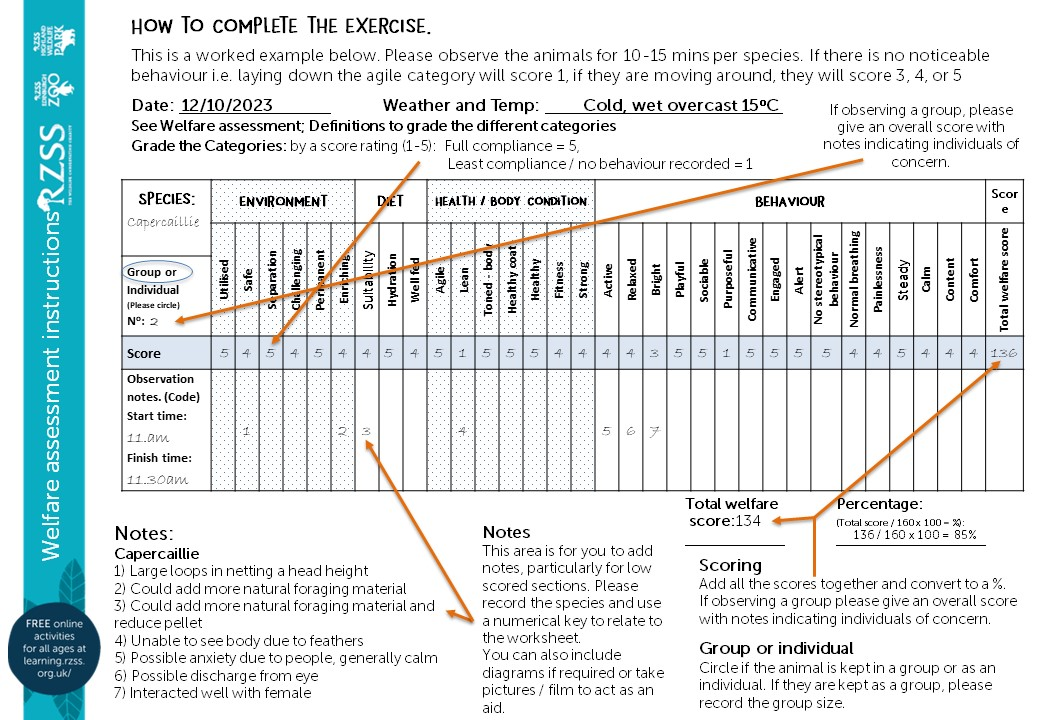 HOW TO COMPLETE THE EXERCISE.
This is a worked example below. Please observe the animals for 10-15 mins per species. If there is no noticeable
behaviour i.e. laying down the agile category will score 1, if they are moving around, they will score 3, 4, or 5
Date: 12/10/2023 Weather and Temp: Cold, wet overcast 15ºC
See Welfare assessment; Definitions to grade the different categories
Grade the Categories: by a score rating (1-5): Full compliance = 5,
Least compliance / no behaviour recorded = 1
If observing a group, please
give an overall score with
notes indicating individuals of
concern.
SPECIES: ENVIRONMENT DIET HEALTH / BODY CONDITION BEHAVIOUR Scor
e
Capercaillie
Group or
Individual
(Please circle)
Nº: 2
Utilised
Safe
Separation
Challenging
Permanent
Enriching
Suitability
Hydration
Well fed
Agile
Lean
Toned - body
Healthy coat
Healthy
Fitness
Strong
Active
Relaxed
Bright
Playful
Sociable
Purposeful
Communicative
Engaged
Alert
No stereotypical
behaviour
Normal breathing
Painlessness
Steady
Calm
Content
Comfort
Total welfare score
Score 5 4 5 4 5 4 4 5 4 5 1 5 5 5 4 4 4 4 3 5 5 1 5 5 5 5 4 4 5 4 4 4 136
Observation
notes. (Code)
Start time:
11.am
Finish time:
11.30am
1 2 3 4 5 6 7
Total welfare
score:134
Percentage:
(Total score / 160 x 100 = %):
136 / 160 x 100 = 85%
Notes:
Capercaillie
1) Large loops in netting a head height
2) Could add more natural foraging material
3) Could add more natural foraging material and
reduce pellet
4) Unable to see body due to feathers
5) Possible anxiety due to people, generally calm
6) Possible discharge from eye
7) Interacted well with female
Notes
This area is for you to add
notes, particularly for low
scored sections. Please
record the species and use
a numerical key to relate to
the worksheet.
You can also include
diagrams if required or take
pictures / film to act as an
aid.
Scoring
Add all the scores together and convert to a %.
If observing a group please give an overall score
with notes indicating individuals of concern.
Group or individual
Circle if the animal is kept in a group or as an
individual. If they are kept as a group, please
record the group size.
Welfare assessment instructions
RZSS
RZSS
EDINBURGH
ZOO
RZSS
HIGHLAND
WILDLIFE
PARK
FREE online
activities
for all ages at
learning.rzss.
org.uk/